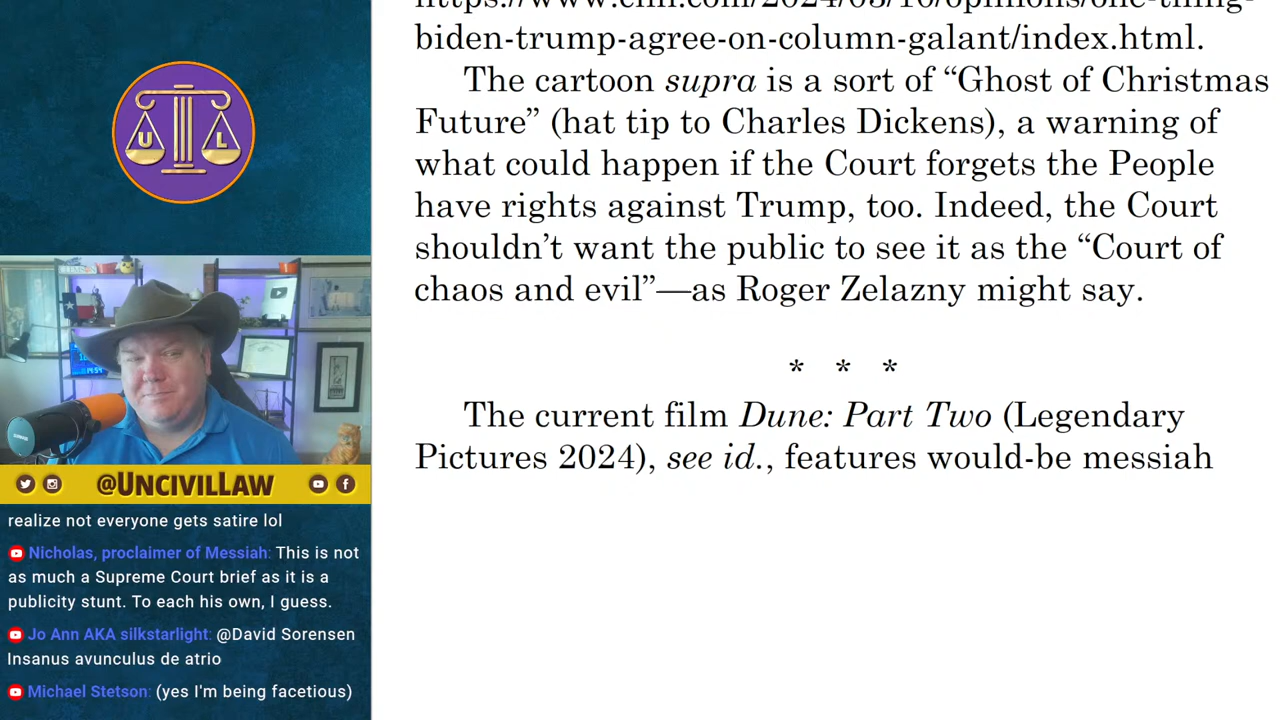 https://www.cnn.com/2024/03/10/opinions/one-thing-
biden-trump-agree-on-column-galant/index.html.
The cartoon supra is a sort of “Ghost of Christmas
Future” (hat tip to Charles Dickens), a warning of
what could happen if the Court forgets the People
have rights against Trump, too. Indeed, the Court
shouldn’t want the public to see it as the “Court of
chaos and evil”—as Roger Zelazny might say.
* * *
The current film Dune: Part Two (Legendary
Pictures 2024), see id., features would-be messiah
U L
@UNCIVILLAW
realize not everyone gets satire lol
Nicholas, proclaimer of Messiah: This is not
as much a Supreme Court brief as it is a
publicity stunt. To each his own, I guess.
Jo Ann AKA silkstarlight: @David Sorensen
Insanus avunculus de atrio
Michael Stetson: (yes I'm being facetious)